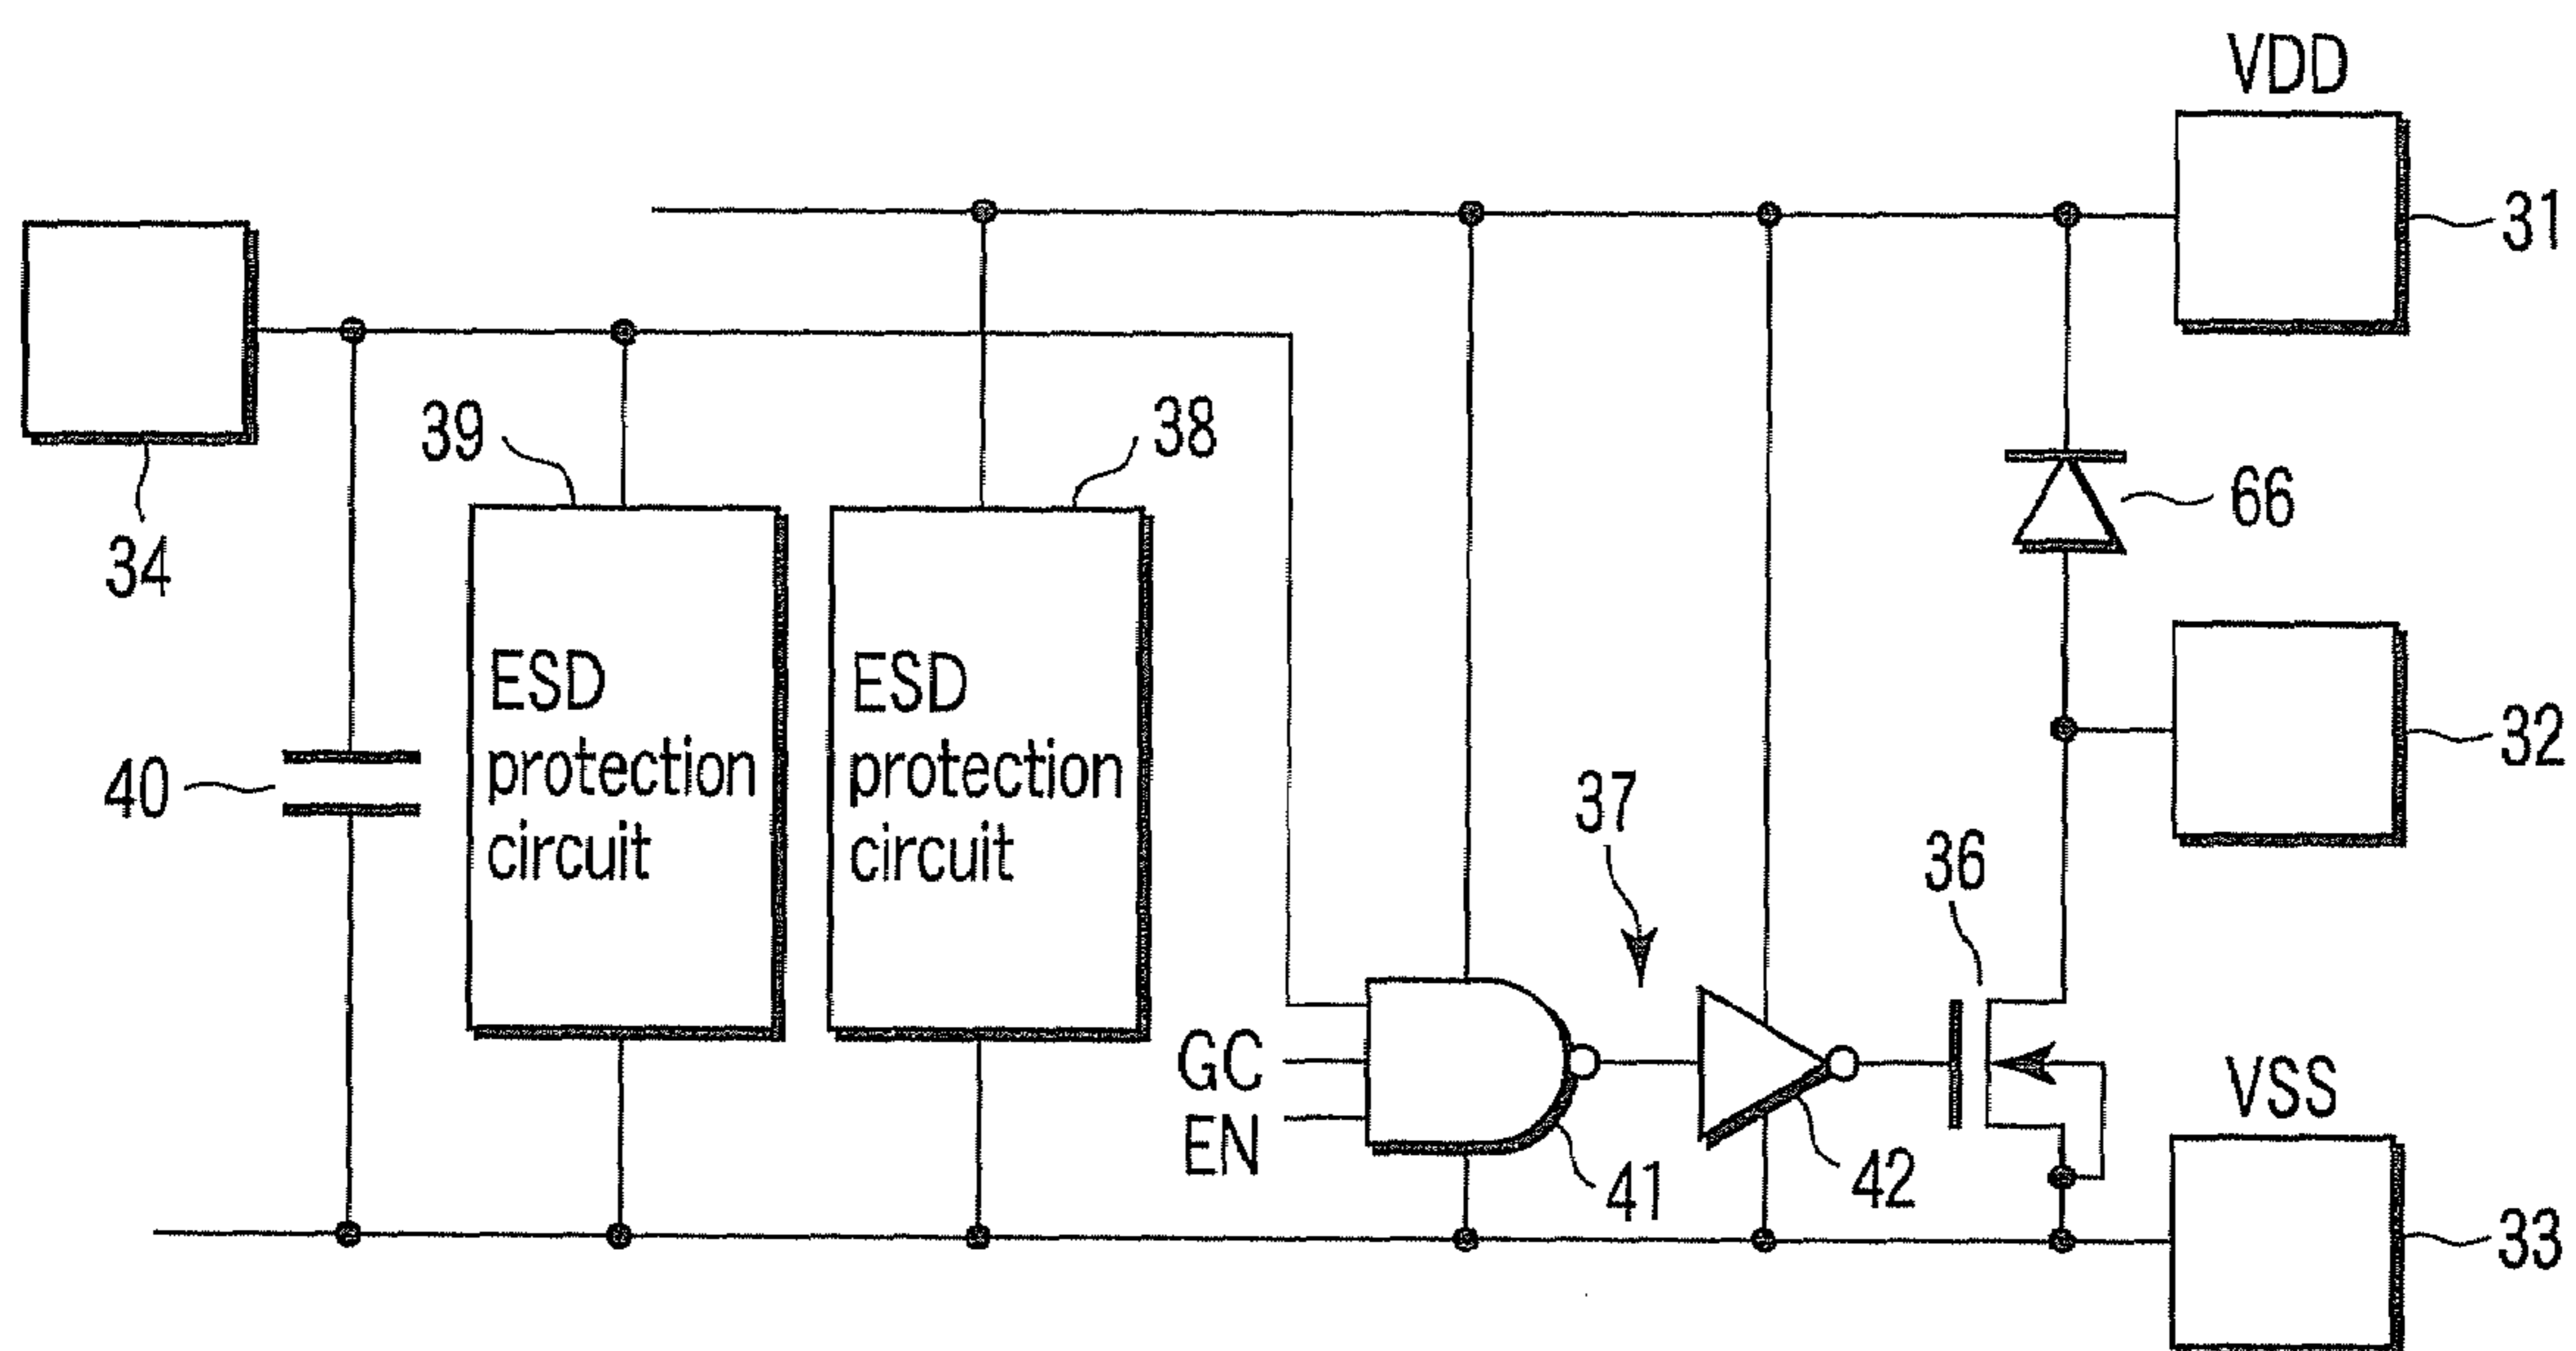 VDD
31
34
39
38
66
ESD
protection
circuit
ESD
protection
circuit
32
40
37
36
GC
EN
41
42
VSS
33